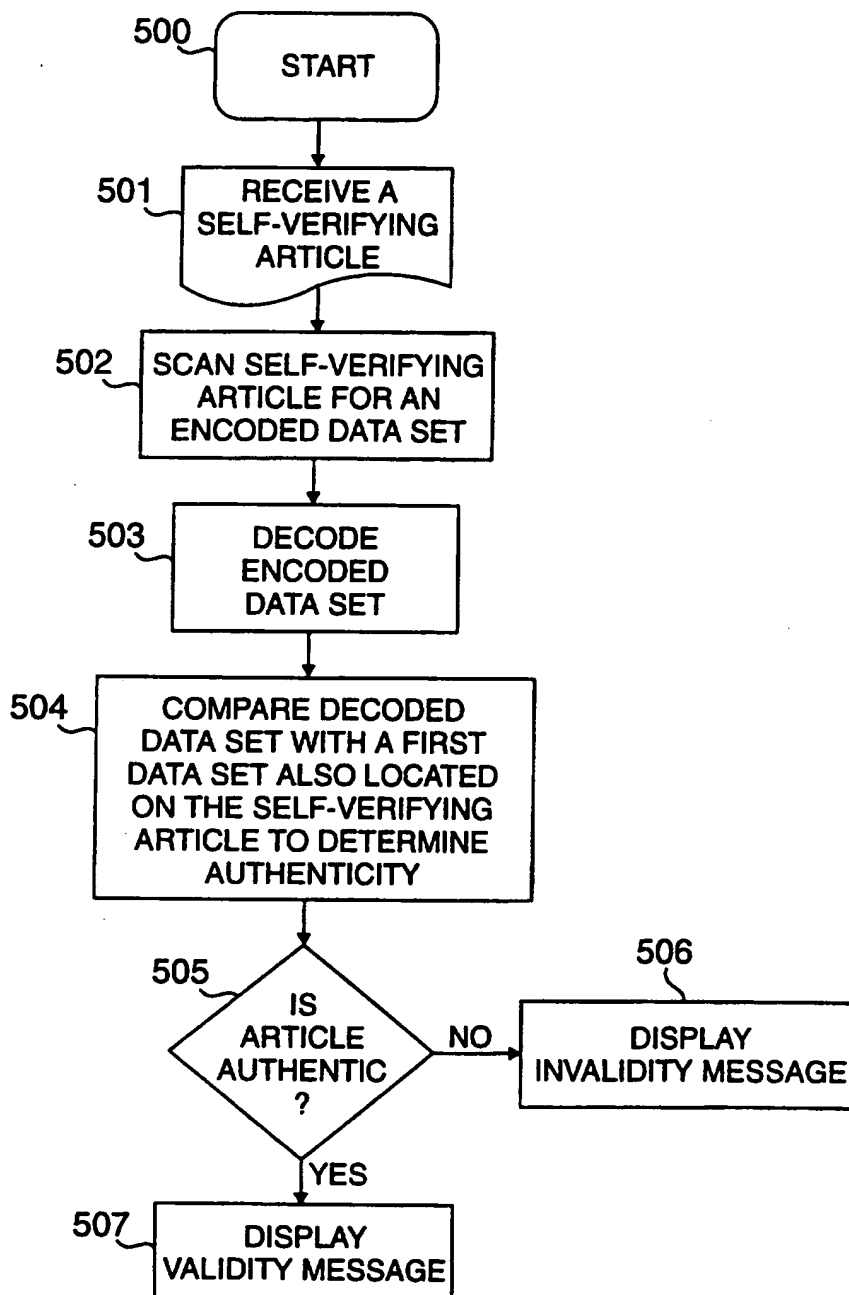 500
START
501
RECEIVE A
SELF-VERIFYING
ARTICLE
502
SCAN SELF-VERIFYING
ARTICLE FOR AN
ENCODED DATA SET
503
DECODE
ENCODED
DATA SET
504
COMPARE DECODED
DATA SET WITH A FIRST
DATA SET ALSO LOCATED
ON THE SELF-VERIFYING
ARTICLE TO DETERMINE
AUTHENTICITY
505
IS
ARTICLE
AUTHENTIC
?
NO
506
DISPLAY
INVALIDITY MESSAGE
YES
507
DISPLAY
VALIDITY MESSAGE